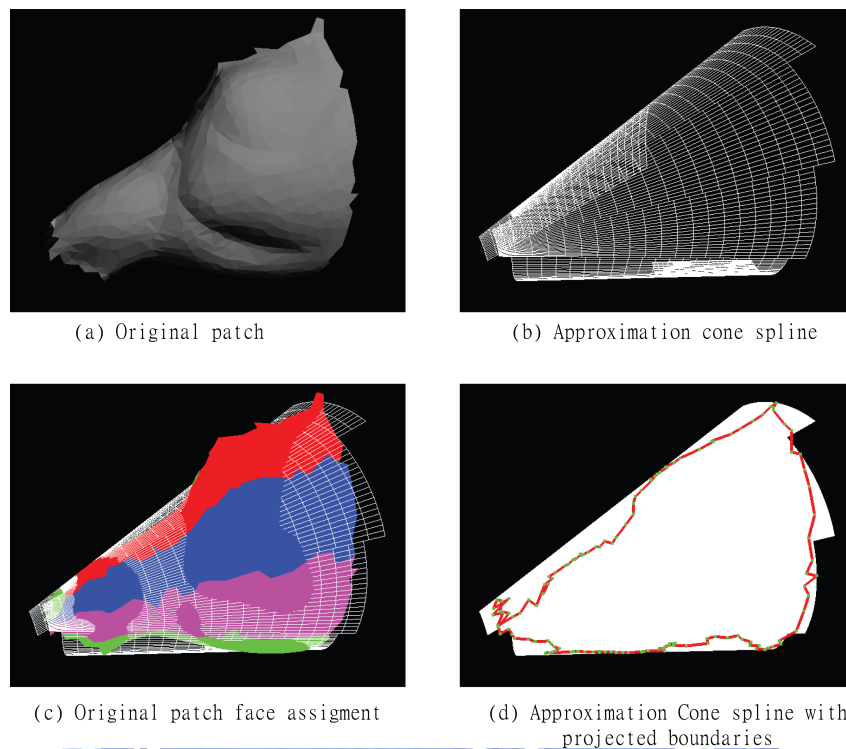 (a) Original patch
(b) Approximation cone spline
(c) Original patch face assigment
(d) Approximation Cone spline with
projected boundaries